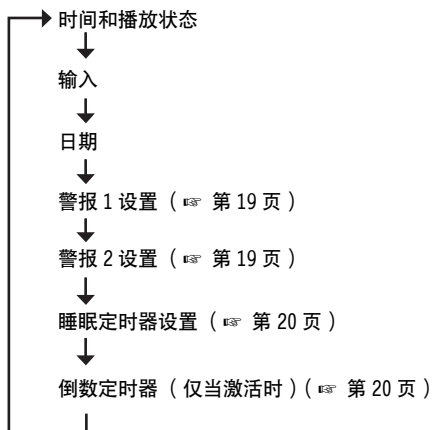 时间和播放状态
输入
日期
警报 1 设置（☞ 第 19 页）
警报 2 设置（☞ 第 19 页）
睡眠定时器设置（☞ 第 20 页）
倒数定时器（仅当激活时）(☞ 第 20 页）